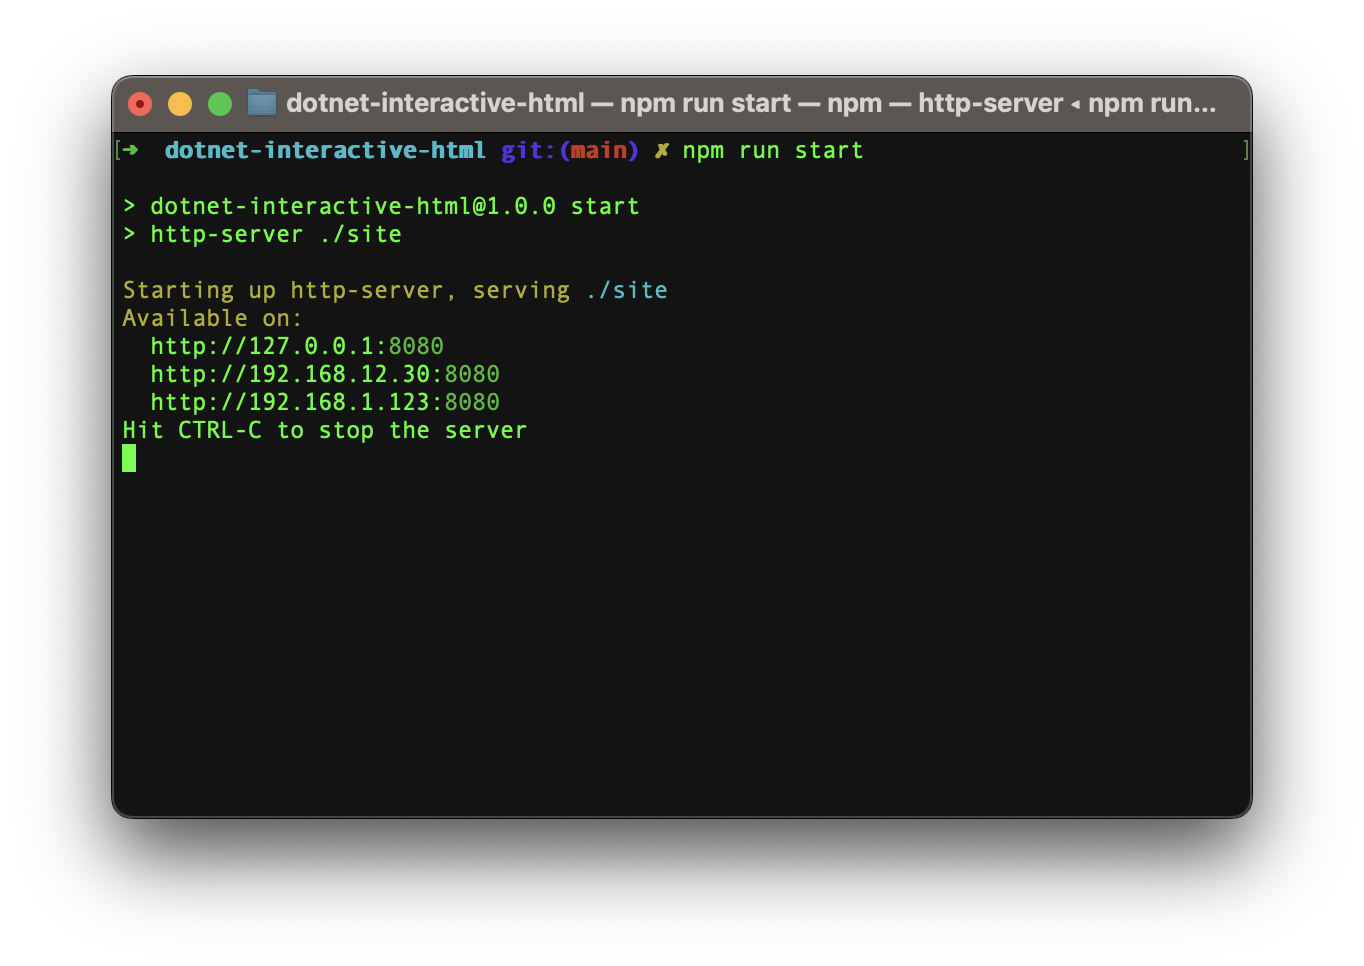 dotnet-interactive-html — npm run start — npm — http-server ◂ npm run...
[➜  dotnet-interactive-html git:(main) ✗ npm run start ]
> dotnet-interactive-html@1.0.0 start
> http-server ./site
Starting up http-server, serving ./site
Available on:
  http://127.0.0.1:8080
  http://192.168.12.30:8080
  http://192.168.1.123:8080
Hit CTRL-C to stop the server